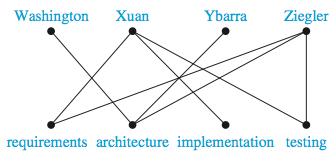 Washington Xuan Ybarra Ziegler
requirements architecture implementation testing